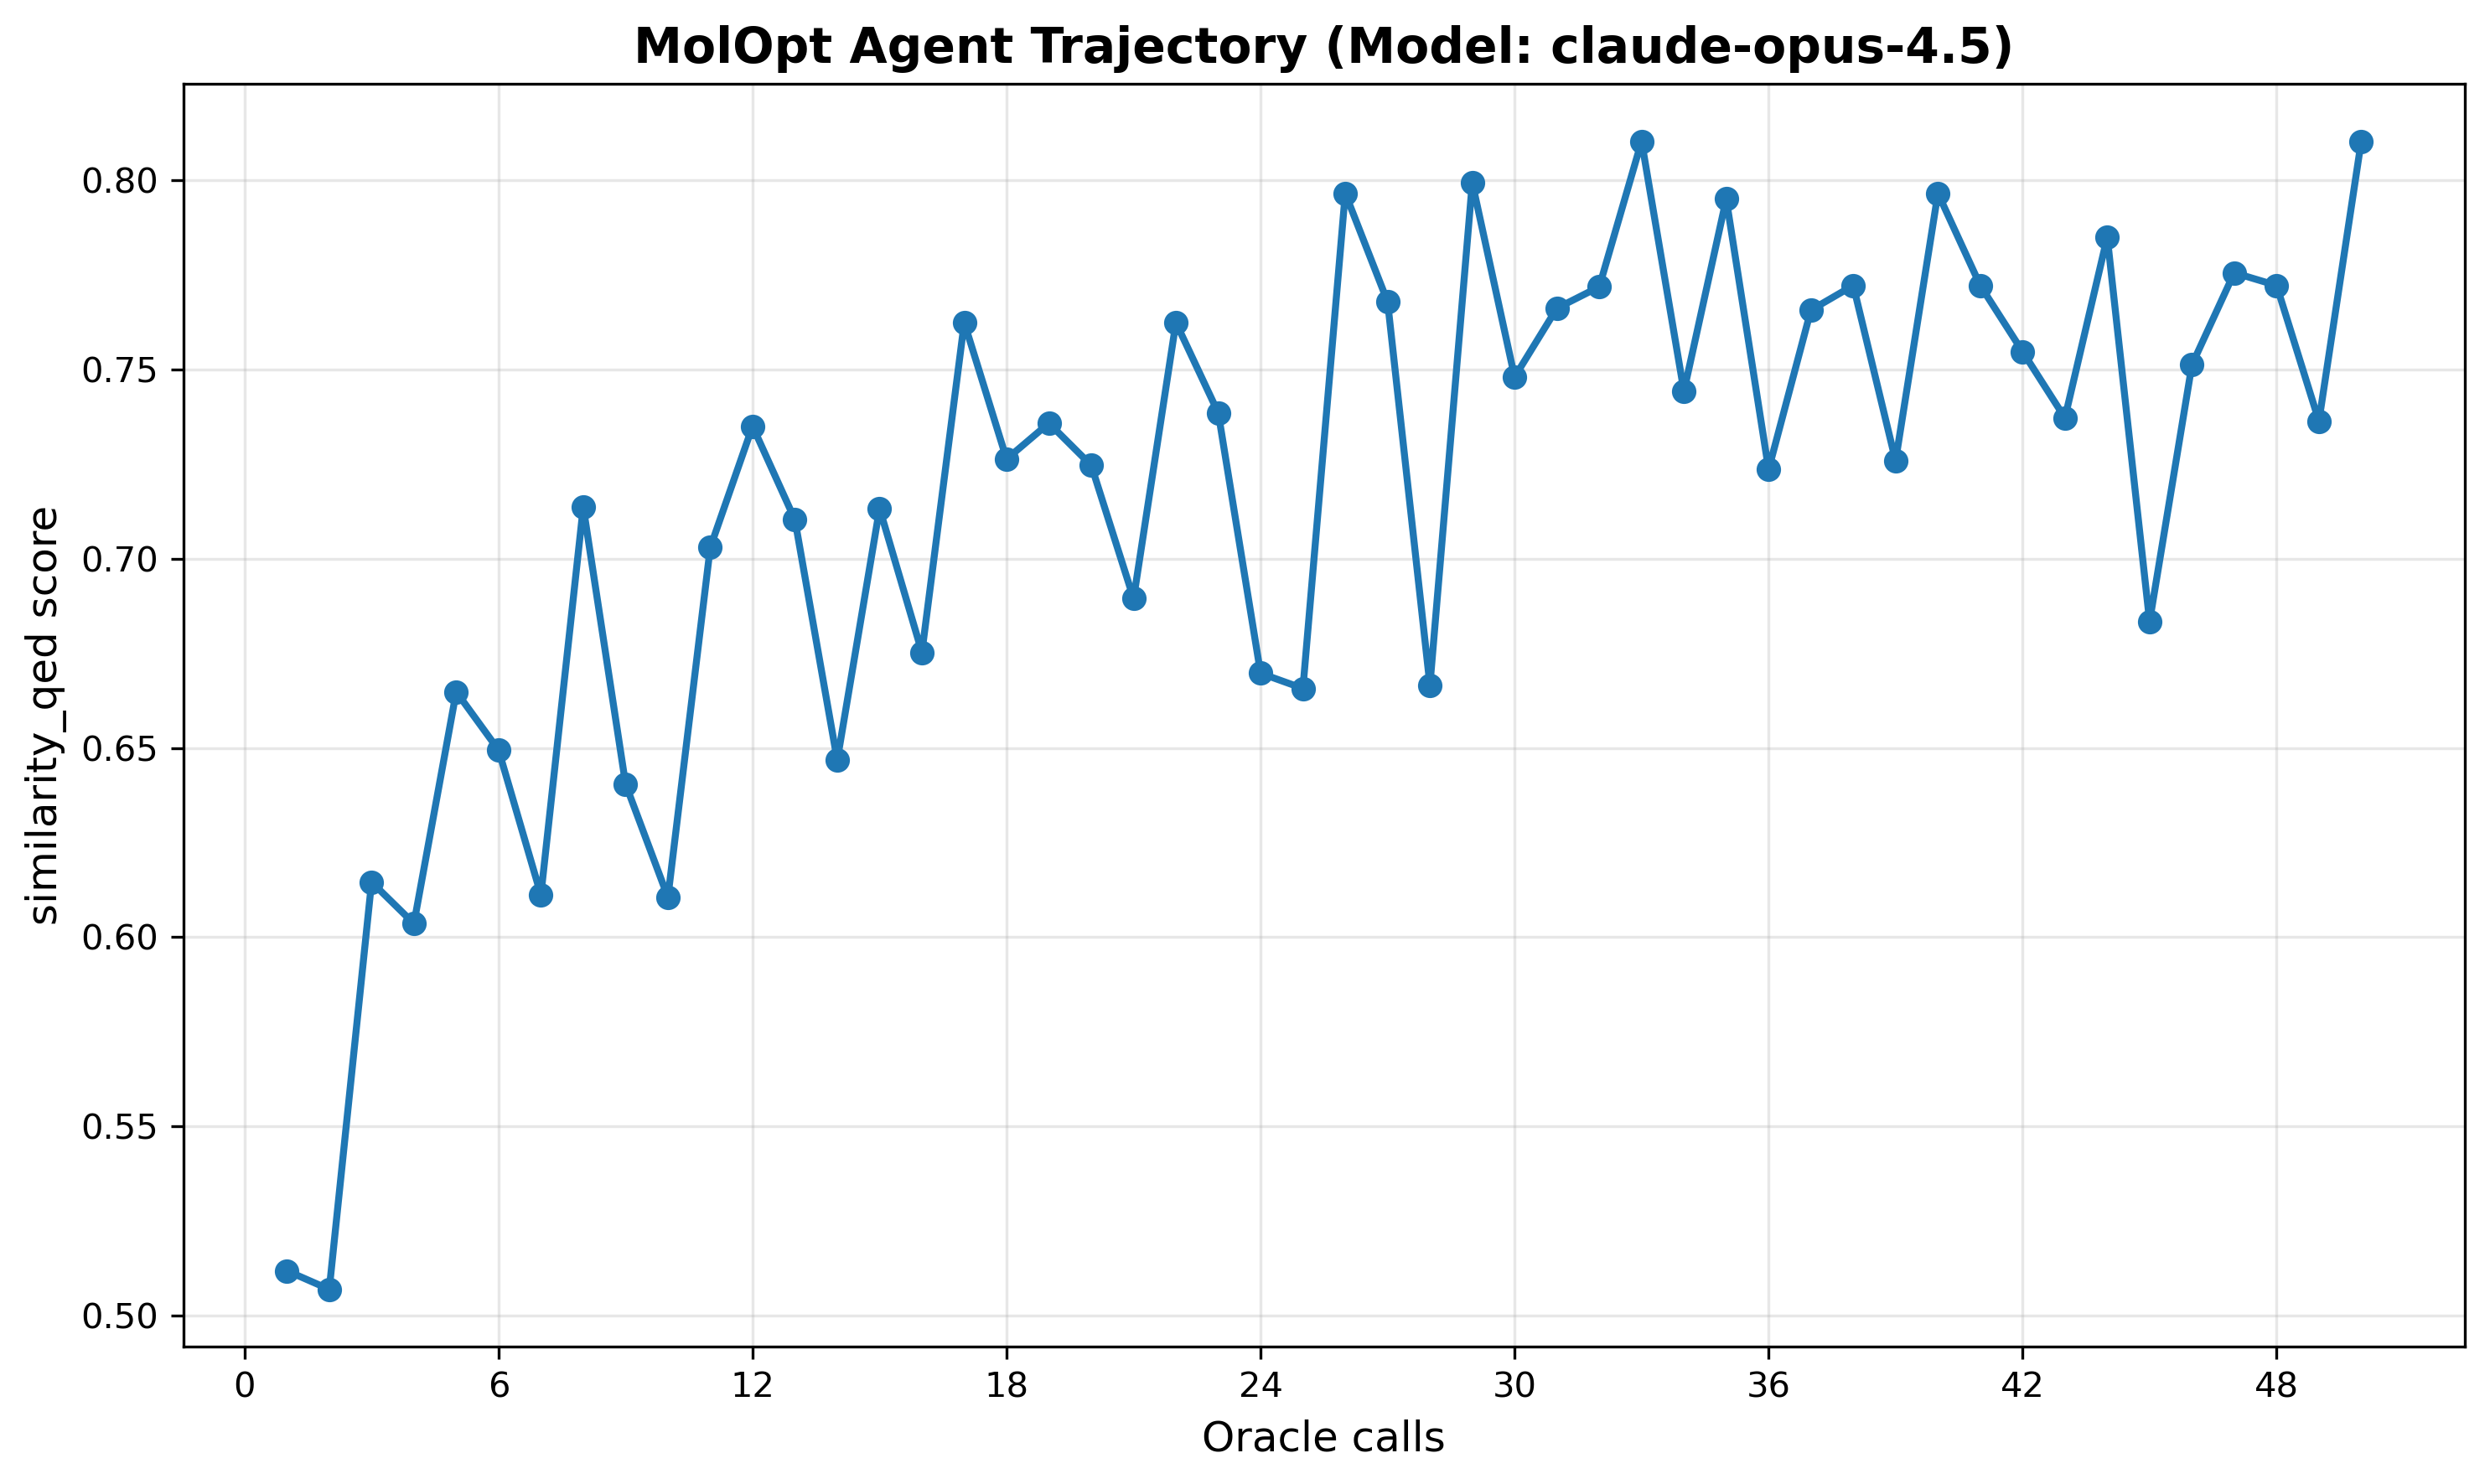 MolOpt Agent Trajectory (Model: claude-opus-4.5)
similarity_qed score
0.80
0.75
0.70
0.65
0.60
0.55
0.50
0 6 12 18 24 30 36 42 48
Oracle calls